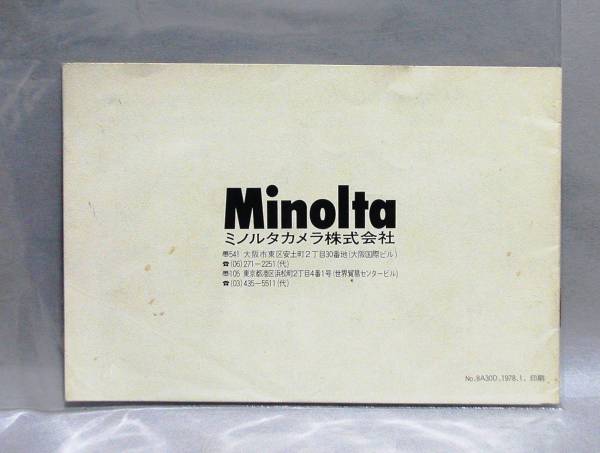 Minolta
ミノルタカメラ株式会社
〠541 大阪市東区安土町2丁目30番地(大阪国際ビル)
☎(06)271−2251(代)
〠105 東京都港区浜松町2丁目4番1号(世界貿易センタービル)
☎(03)435−5511(代)
No.8A30D.1978.1. 印刷